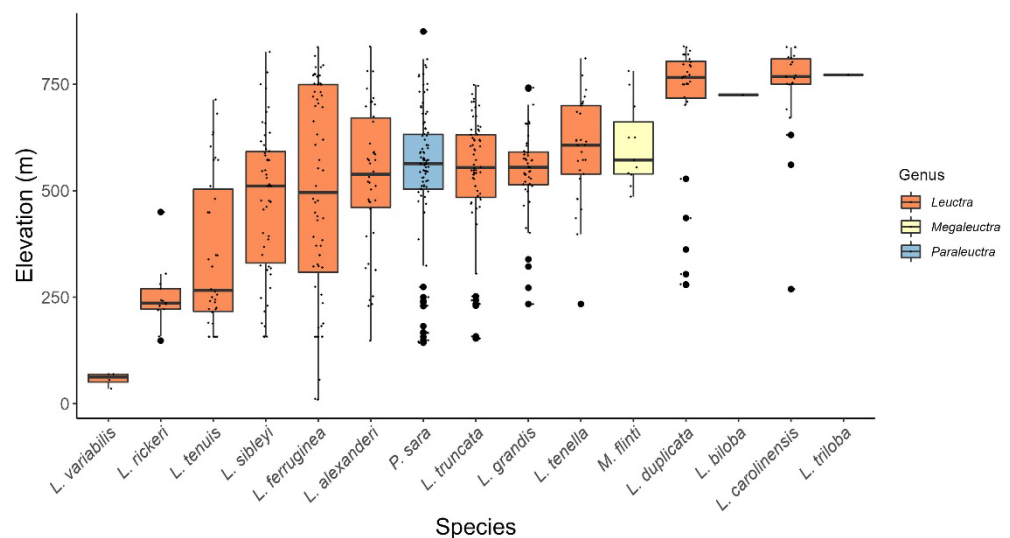 Elevation (m)
750
500
250
0
L. variabilis
L. rickeri
L. tenuis
L. sibleyi
L. ferruginea
L. alexanderi
P. sara
L. truncata
L. grandis
L. tenella
M. flinti
L. duplicata
L. biloba
L. carolinensis
L. triloba
Species
Genus
Leuctra
Megaleuctra
Paraleuctra